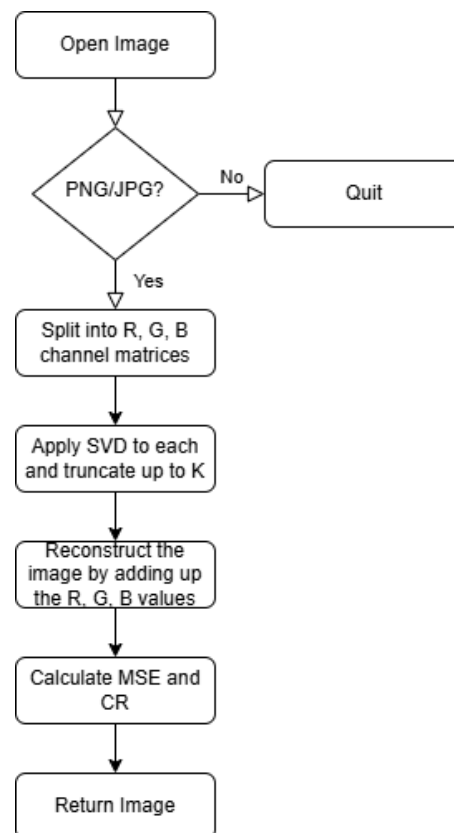 Open Image
PNG/JPG?
No
Quit
Yes
Split into R, G, B
channel matrices
Apply SVD to each
and truncate up to K
Reconstruct the
image by adding up
the R, G, B values
Calculate MSE and
CR
Return Image